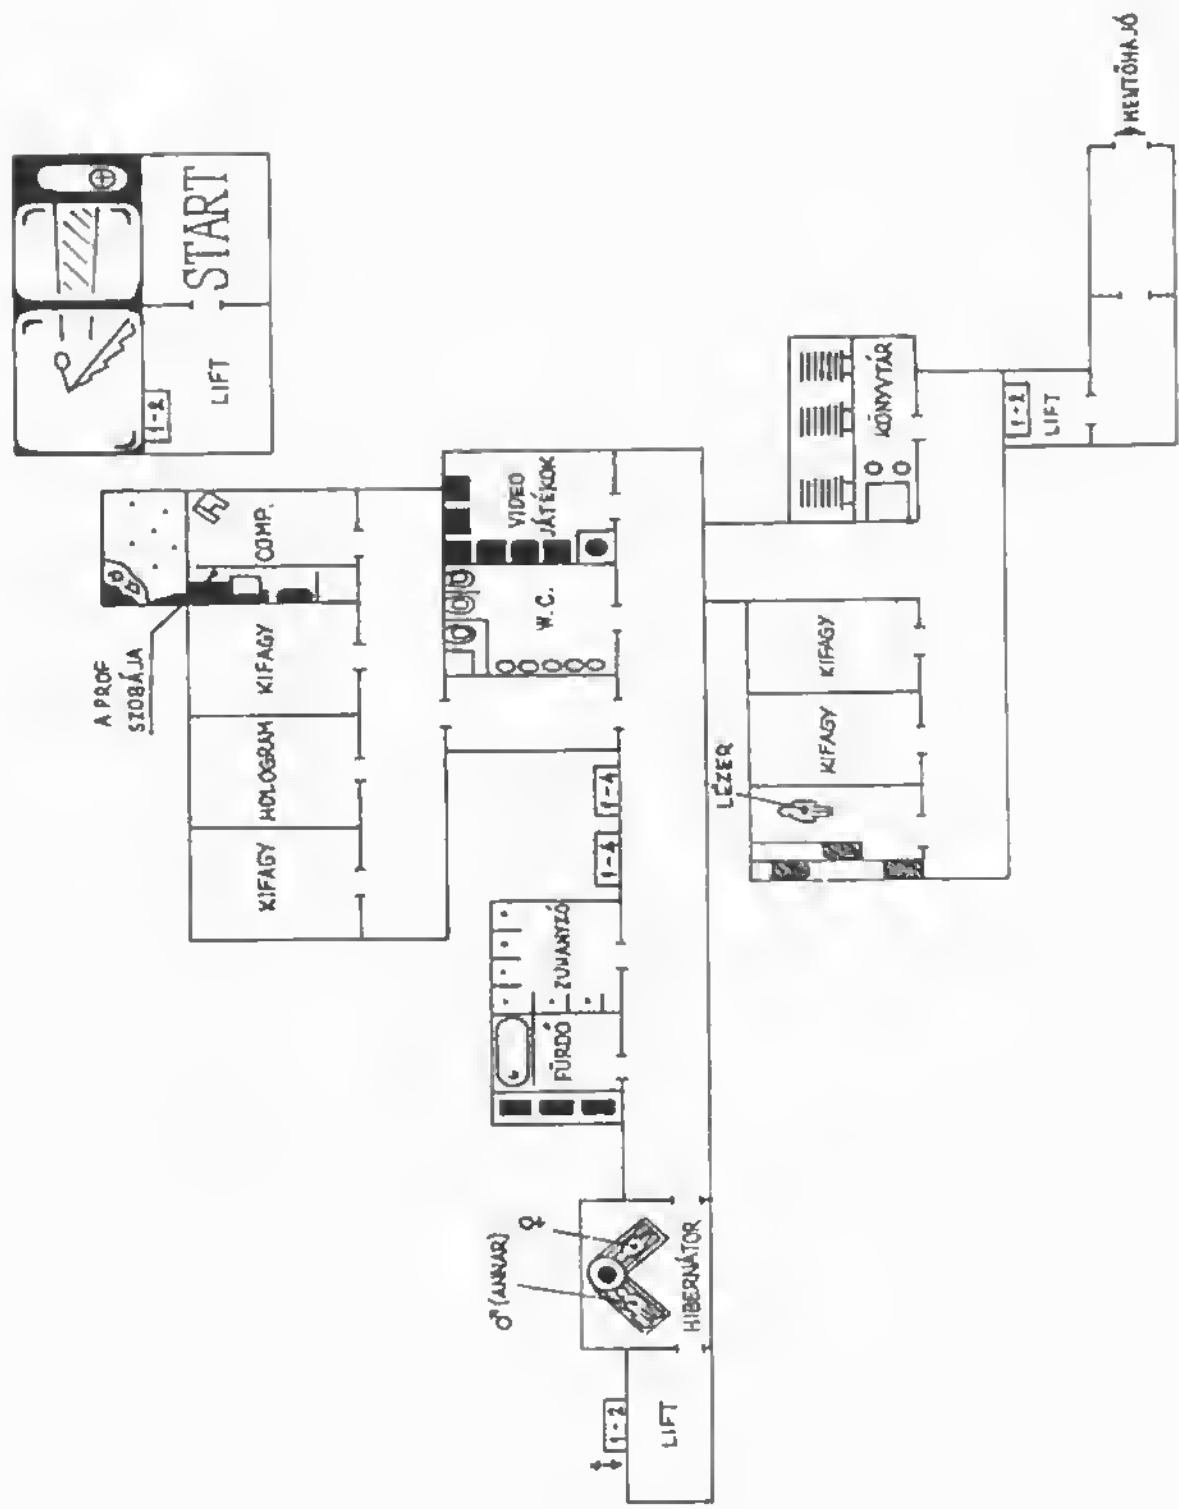 MENTŐHAJÓ
START
LIFT
1-2
A PROF
SZOBÁJA
COMP.
KIFAGY
HOLOGRAM
KIFAGY
VIDEO
JÁTÉKOK
W.C.
1-4
1-4
ZUHANYZÓ
FÜRDŐ
KÖNYVTÁR
1-2
LIFT
KIFAGY
KIFAGY
LÉZER
♂(ANNAR)
♀
HIBERNÁTOR
1-2
LIFT